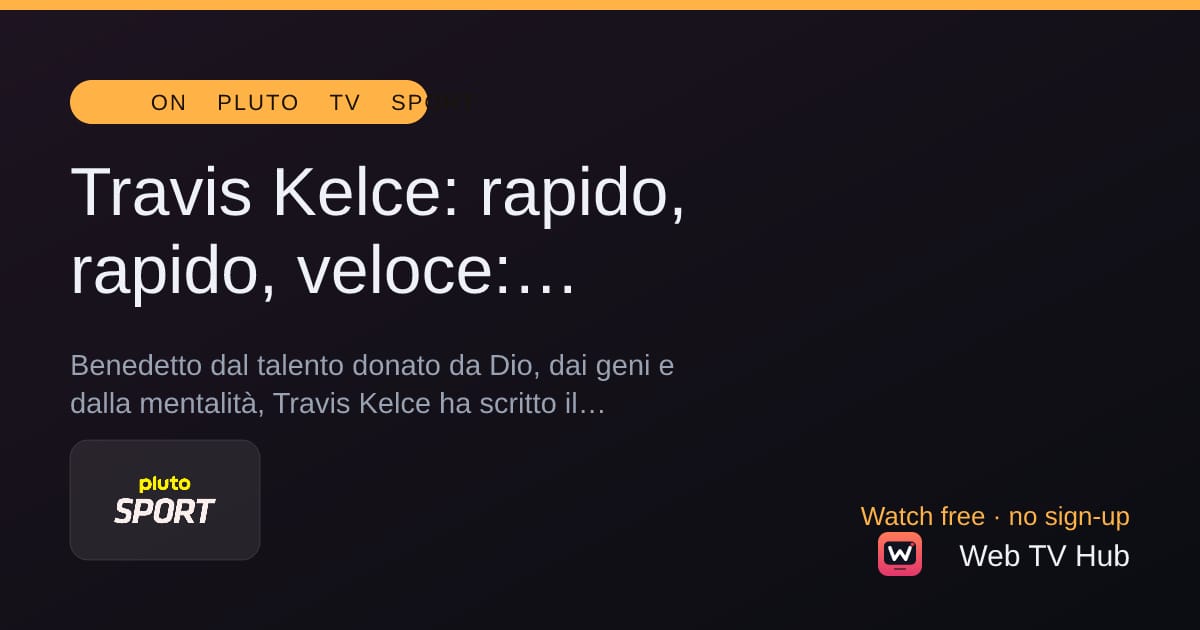 ON PLUTO TV SPORT
Travis Kelce: rapido,
rapido, veloce:…
Benedetto dal talento donato da Dio, dai geni e
dalla mentalità, Travis Kelce ha scritto il…
pluto
SPORT
Watch free · no sign-up
W
Web TV Hub